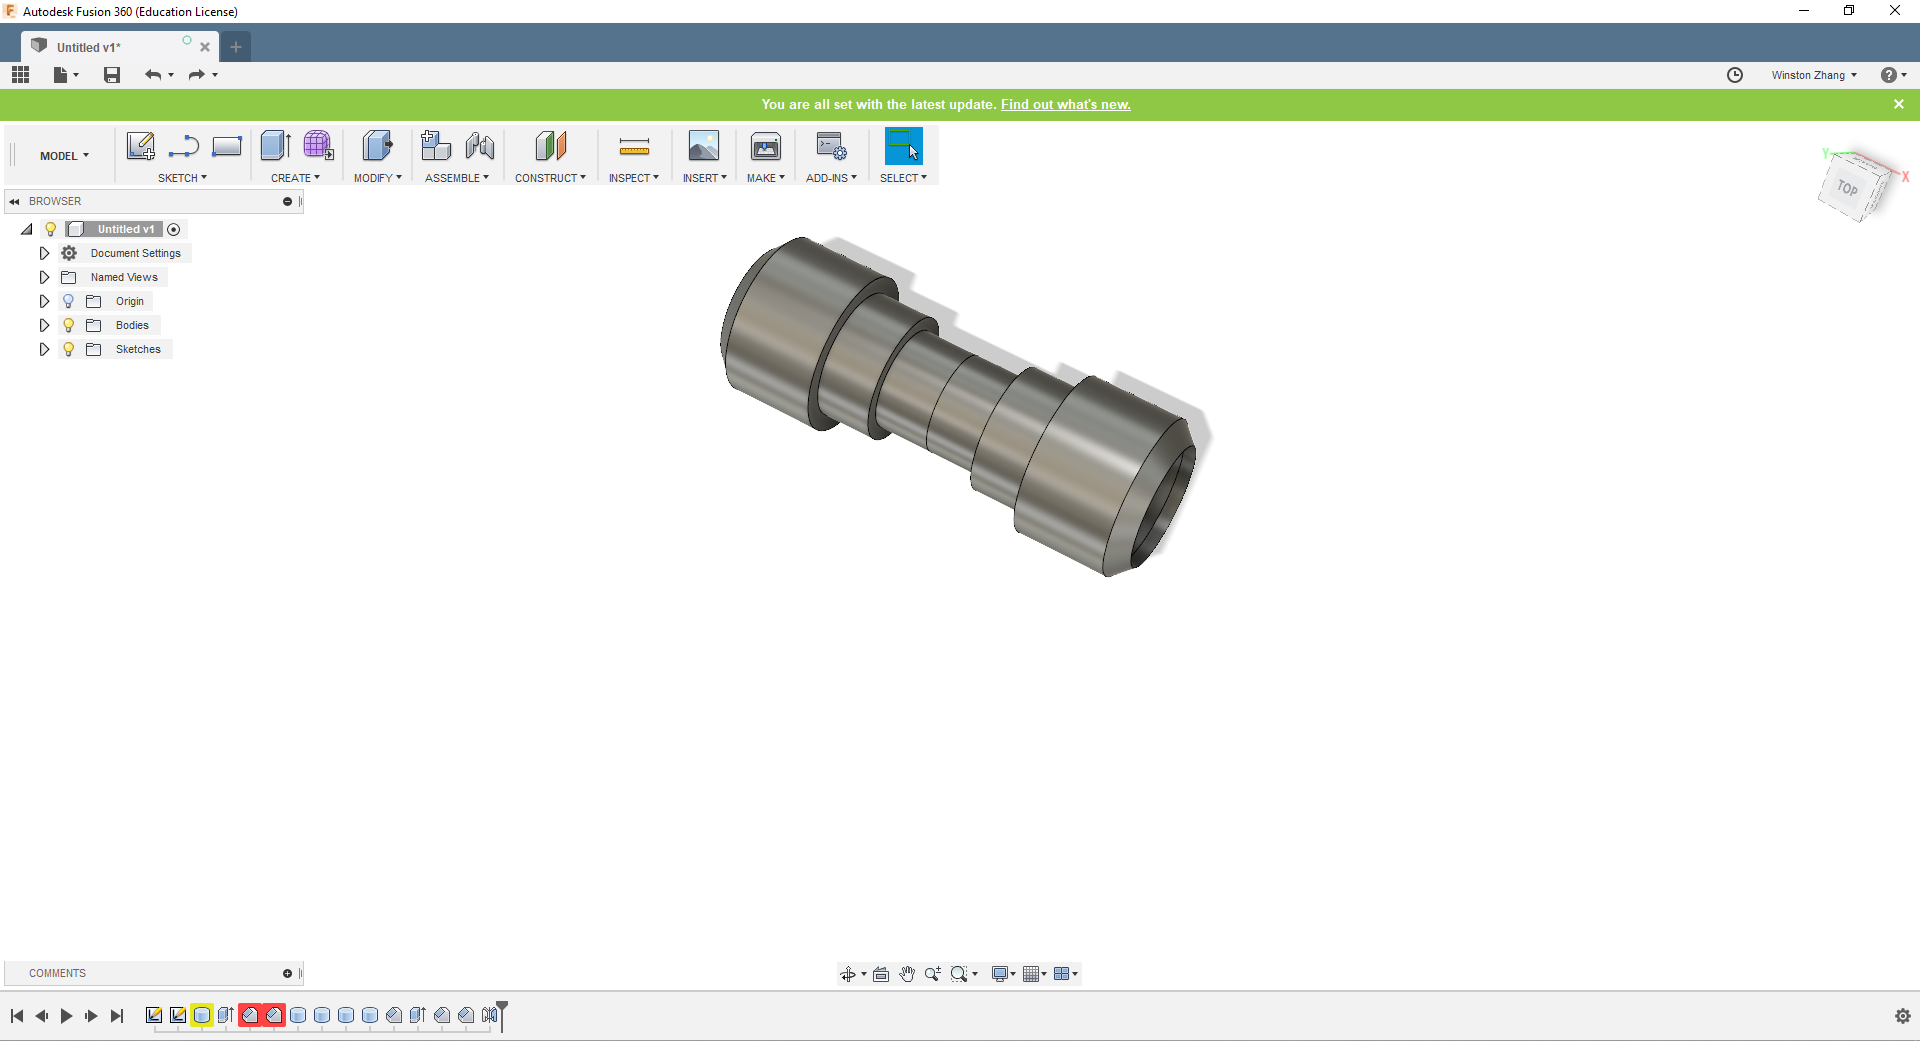 Autodesk Fusion 360 (Education License)
Untitled v1*
Winston Zhang
You are all set with the latest update. Find out what's new.
MODEL
SKETCH
CREATE
MODIFY
ASSEMBLE
CONSTRUCT
INSPECT
INSERT
MAKE
ADD-INS
SELECT
Y
X
TOP
BROWSER
Untitled v1
Document Settings
Named Views
Origin
Bodies
Sketches
COMMENTS